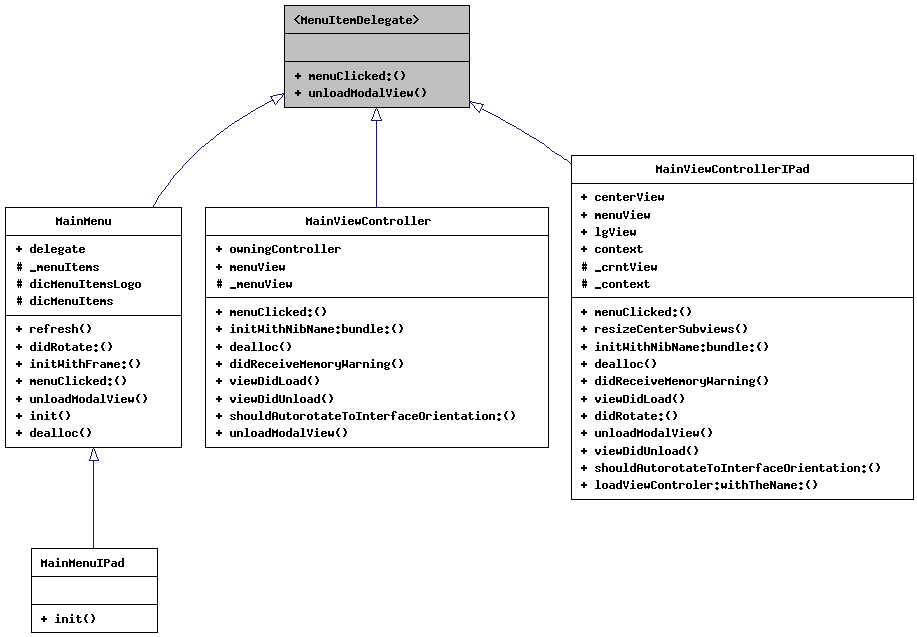 <MenuItemDelegate>
+ menuClicked:()
+ unloadModalView()
MainMenu
+ delegate
# _menuItems
# dicMenuItemsLogo
# dicMenuItems
+ refresh()
+ didRotate:()
+ initWithFrame:()
+ menuClicked:()
+ unloadModalView()
+ init()
+ dealloc()
MainViewController
+ owningController
+ menuView
# _menuView
+ menuClicked:()
+ initWithNibName:bundle:()
+ dealloc()
+ didReceiveMemoryWarning()
+ viewDidLoad()
+ viewDidUnload()
+ shouldAutorotateToInterfaceOrientation:()
+ unloadModalView()
MainViewControllerIPad
+ centerView
+ menuView
+ lgView
+ context
# _crntView
# _context
+ menuClicked:()
+ resizeCenterSubviews()
+ initWithNibName:bundle:()
+ dealloc()
+ didReceiveMemoryWarning()
+ viewDidLoad()
+ didRotate:()
+ unloadModalView()
+ viewDidUnload()
+ shouldAutorotateToInterfaceOrientation:()
+ loadViewControler:withTheName:()
MainMenuIPad
+ init()